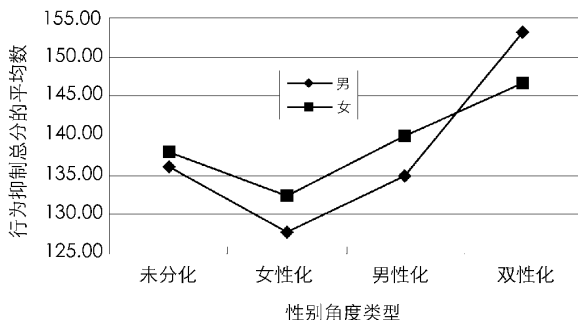 行为抑制总分的平均数
155.00
150.00
145.00
140.00
135.00
130.00
125.00
男
女
未分化
女性化
男性化
双性化
性别角度类型